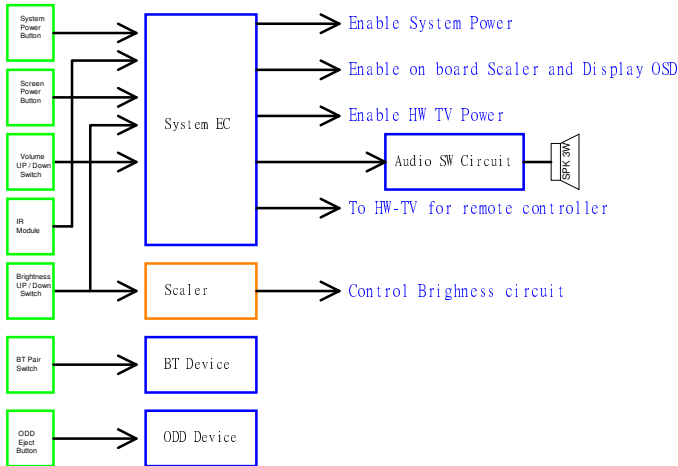 System
Power
Button
Screen
Power
Button
Volume
UP / Down
Switch
IR
Module
Brightness
UP / Down
Switch
BT Pair
Switch
ODD
Eject
Button
System EC
Scaler
BT Device
ODD Device
Enable System Power
Enable on board Scaler and Display OSD
Enable HW TV Power
Audio SW Circuit
SPK 3W
To HW-TV for remote controller
Control Brighness circuit